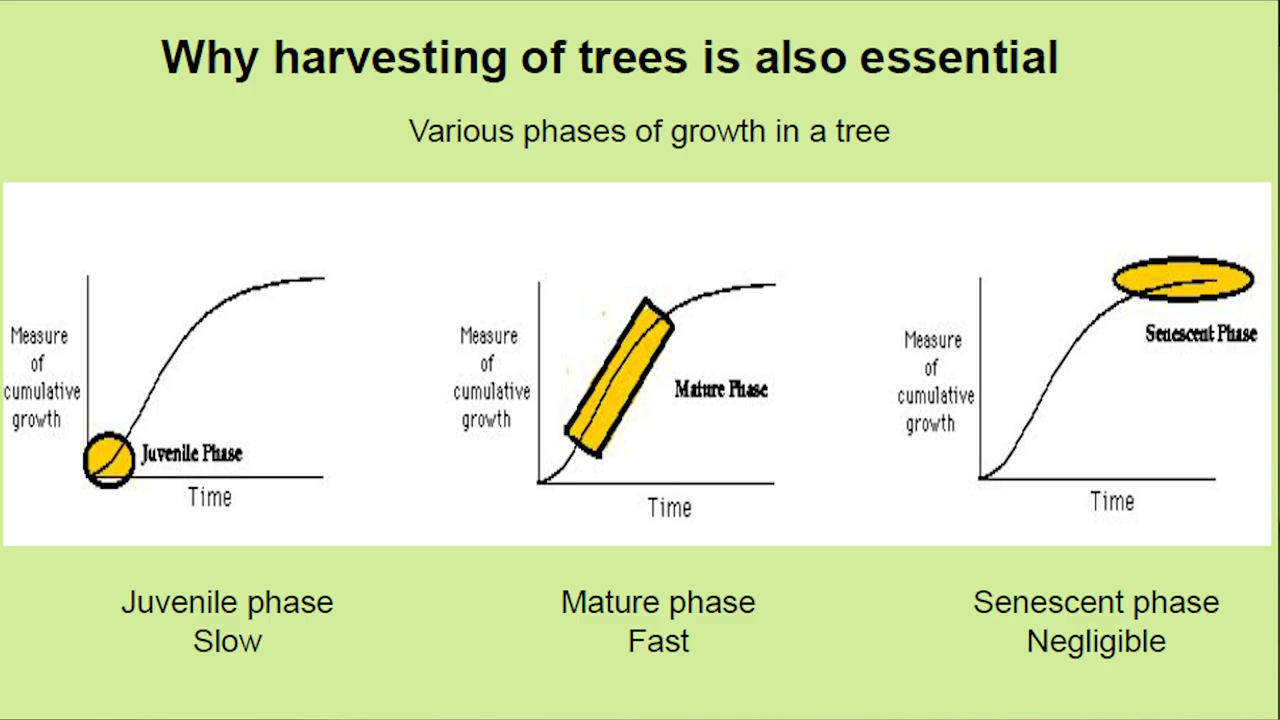 Why harvesting of trees is also essential
Various phases of growth in a tree
Measure
of
cumulative
growth
Juvenile Phase
Time
Measure
of
cumulative
growth
Mature Phase
Time
Measure
of
cumulative
growth
Senescent Phase
Time
Juvenile phase
Slow
Mature phase
Fast
Senescent phase
Negligible